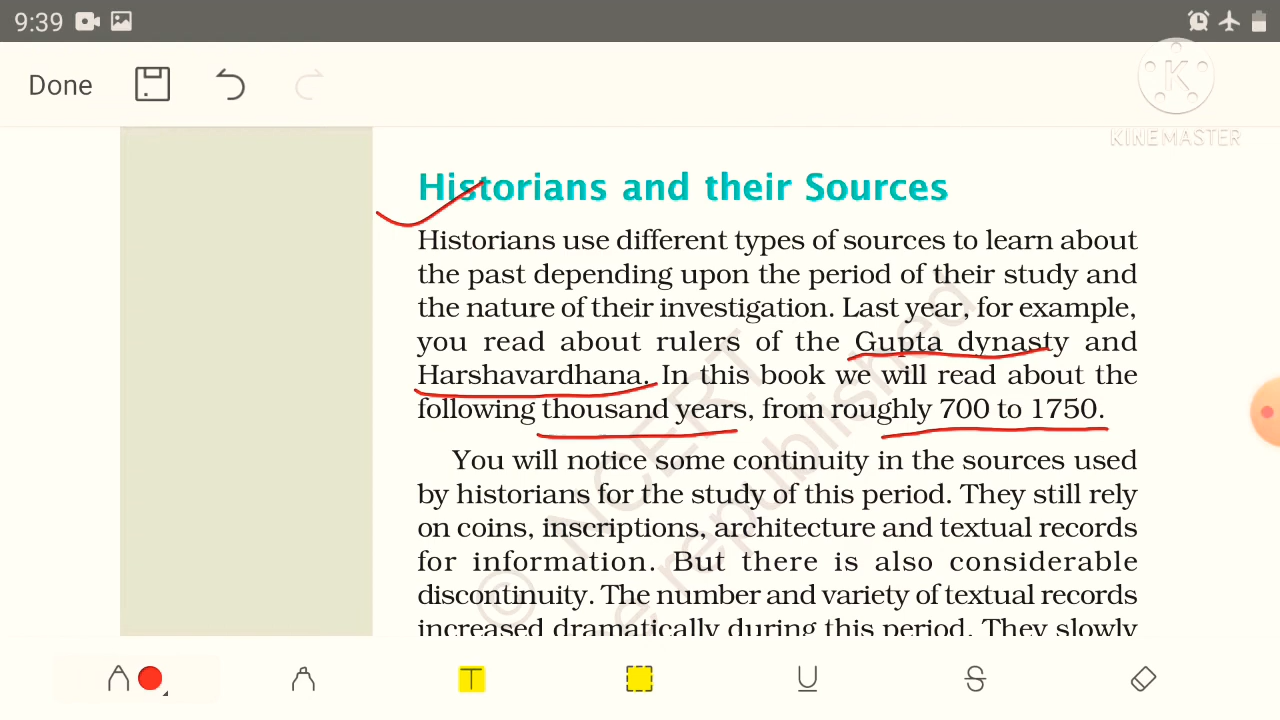 9:39
Done
KINEMASTER
Historians and their Sources
Historians use different types of sources to learn about
the past depending upon the period of their study and
the nature of their investigation. Last year, for example,
you read about rulers of the Gupta dynasty and
Harshavardhana. In this book we will read about the
following thousand years, from roughly 700 to 1750.
You will notice some continuity in the sources used
by historians for the study of this period. They still rely
on coins, inscriptions, architecture and textual records
for information. But there is also considerable
discontinuity. The number and variety of textual records
increased dramatically during this period. They slowly
© NCERT
republished